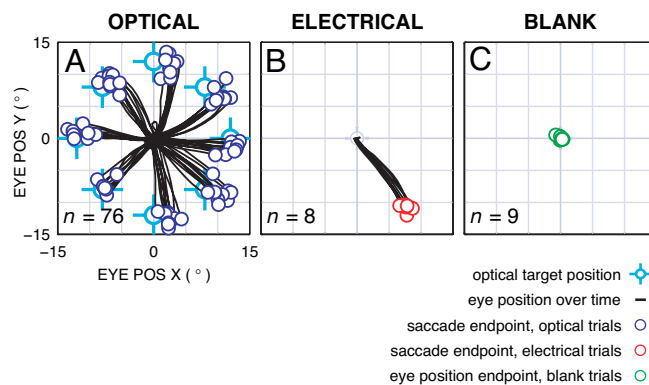 OPTICAL ELECTRICAL BLANK
15
A B C
EYE POS Y (°)
0
n = 76 n = 8 n = 9
−15
−15 0 15
EYE POS X (°)
optical target position
eye position over time
saccade endpoint, optical trials
saccade endpoint, electrical trials
eye position endpoint, blank trials